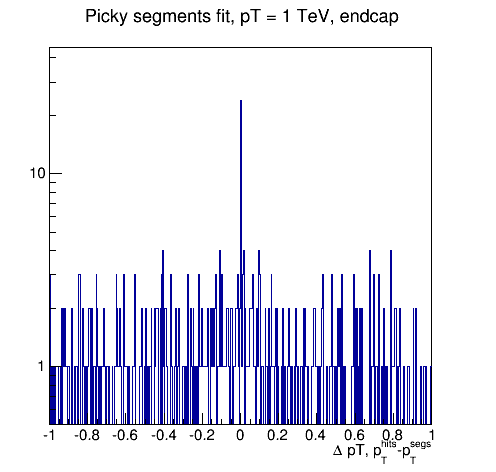 Picky segments fit, pT = 1 TeV, endcap
10
1
-1 -0.8 -0.6 -0.4 -0.2 0 0.2 0.4 0.6 0.8 1
Δ pT, p_T^hits-p_T^segs